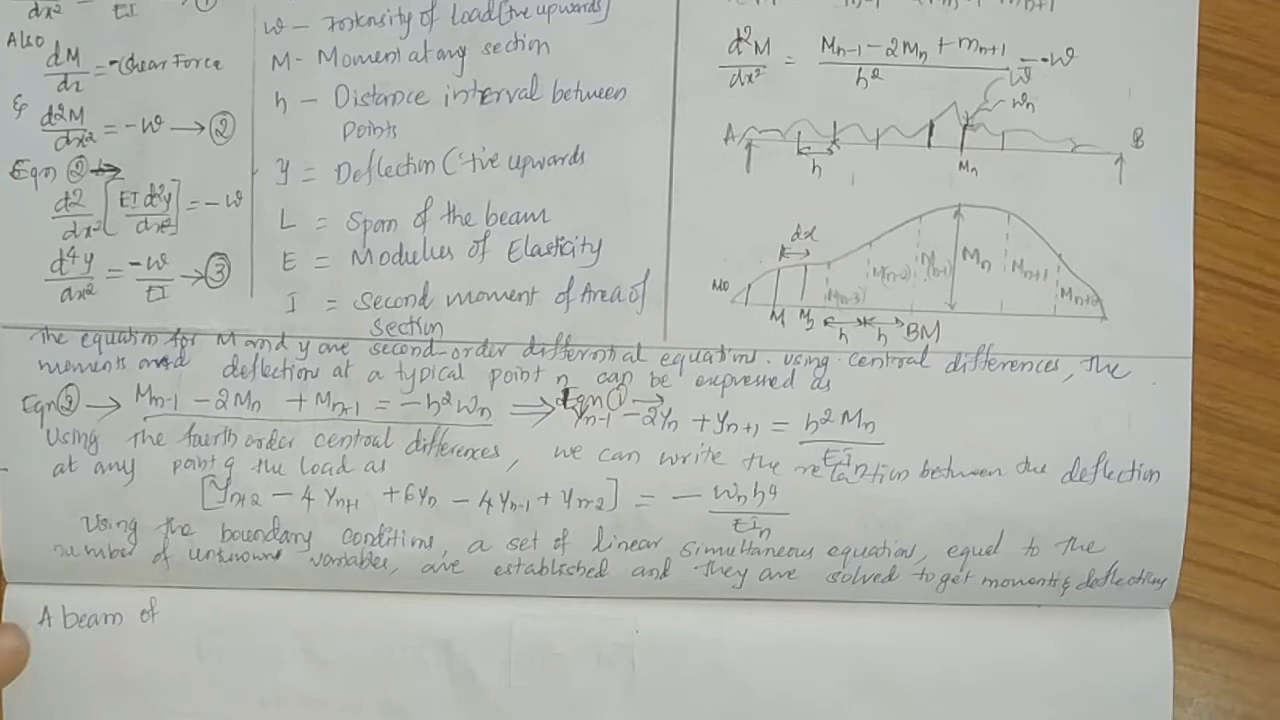 dx² EI
Also
dM/dx = -Shear Force
& d²M/dx² = -w → ②
Eqn ② →
d²/dx² [EI d²y/dx²] = -w
d⁴y/dx² = -w/EI → ③
w – Intensity of Load (+ve upwards)
M- Moment at any section
h – Distance interval between
Points
y = Deflection (+ve upwards
L = Span of the beam
E = Modulus of Elasticity
I = Second moment of Area of
section
d²M/dx² = Mn-1 - 2Mn + mn+1 / h² = -w
w
wn
A
B
h
Mn
dx
M0
Mn
Mn+1
h
h
BM
The equation for M and y are second-order differential equations. using central differences, the
moments and deflection at a typical point n can be expressed as
Eqn② → Mn-1 - 2Mn + Mn+1 = -h²wn ⟹ Eqn ① → yn-1 - 2yn + yn+1 = h²Mn/EIn
Using the fourth order central differences, we can write the relation between the deflection
at any point & the load as
[yn+2 - 4yn+1 + 6yn - 4yn-1 + yn-2] = - wnh4/EIn
Using the boundary conditions, a set of linear simultaneous equations, equal to the
number of unknowns variables, are established and they are solved to get moments & deflections
A beam of